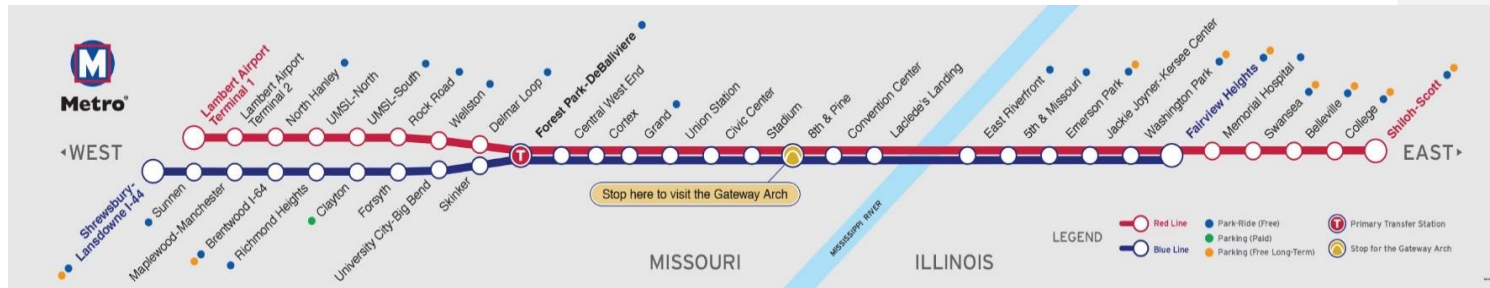 M
Metro
WEST
Lambert Airport
Terminal 1
Lambert Airport
Terminal 2
North Hanley
UMSL-North
UMSL-South
Rock Road
Wellston
Delmar Loop
Forest Park-DeBaliviere
Central West End
Cortex
Grand
Union Station
Civic Center
Stadium
8th & Pine
Convention Center
Laclede's Landing
East Riverfront
5th & Missouri
Emerson Park
Jackie Joyner-Kersee Center
Washington Park
Fairview Heights
Memorial Hospital
Swansea
Belleville
College
Shiloh-Scott
EAST
T
Shrewsbury-
Lansdowne I-44
Sunnen
Maplewood-Manchester
Brentwood I-64
Richmond Heights
Clayton
Forsyth
University City-Big Bend
Skinker
Stop here to visit the Gateway Arch
MISSISSIPPI RIVER
MISSOURI
ILLINOIS
LEGEND
Red Line
Blue Line
Park-Ride (Free)
Parking (Paid)
Parking (Free Long-Term)
T
Primary Transfer Station
Stop for the Gateway Arch